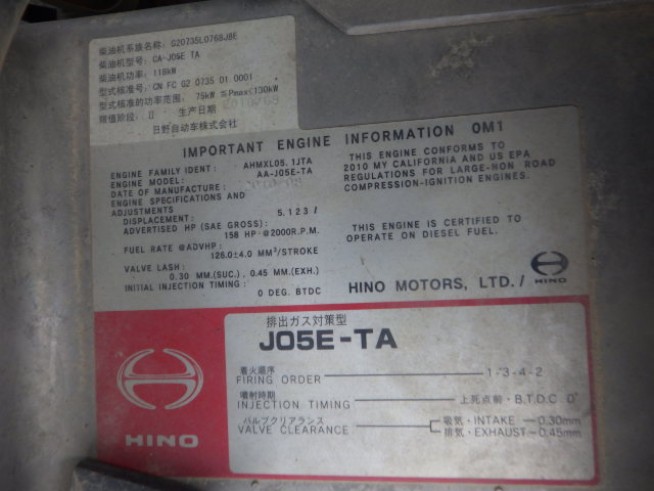 柴油机系族名称: G20735L0768J8E
柴油机型号: CA-J05E TA
柴油机功率: 118kW
型式核准号: CN FC G2 0735 01 0001
型式核准的功率范围: 75kW ≤Pmax≤130kW
排放阶段: Ⅱ 生产日期
日野自动车株式会社
IMPORTANT ENGINE INFORMATION OM1
ENGINE FAMILY IDENT: AHMXL05.1JTA
ENGINE MODEL: AA-J05E-TA
DATE OF MANUFACTURE:
ENGINE SPECIFICATIONS AND
ADJUSTMENTS
DISPLACEMENT: 5.123ℓ
ADVERTISED HP (SAE GROSS):
158 HP @2000R.P.M.
FUEL RATE @ADVHP:
126.0±4.0 MM³/STROKE
VALVE LASH:
0.30 MM.(SUC.), 0.45 MM.(EXH.)
INITIAL INJECTION TIMING:
0 DEG. BTDC
THIS ENGINE CONFORMS TO
2010 MY CALIFORNIA AND US EPA
REGULATIONS FOR LARGE-NON ROAD
COMPRESSION-IGNITION ENGINES.
THIS ENGINE IS CERTIFIED TO
OPERATE ON DIESEL FUEL.
HINO MOTORS, LTD./ HINO
排出ガス対策型
J05E-TA
着火順序
FIRING ORDER 1-3-4-2
噴射時期
INJECTION TIMING 上死点前・B.T.D.C 0°
バルブクリアランス
VALVE CLEARANCE
吸気・INTAKE 0.30mm
排気・EXHAUST 0.45mm
HINO